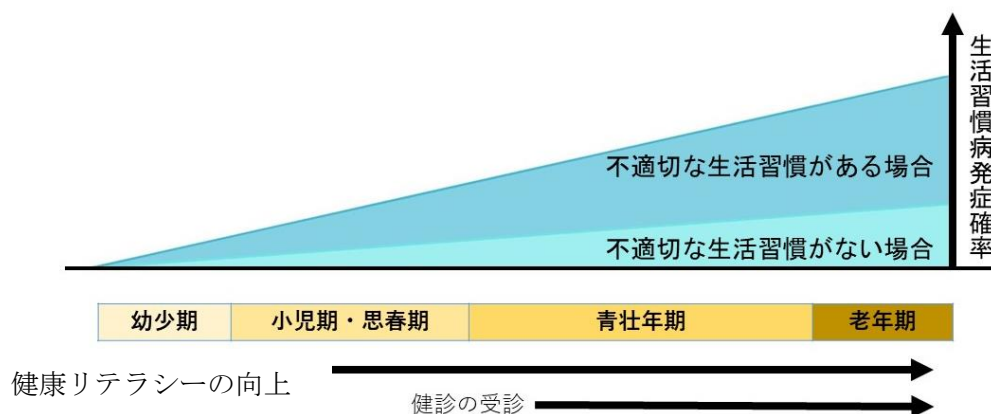 生活習慣病発症確率
不適切な生活習慣がある場合
不適切な生活習慣がない場合
幼少期
小児期・思春期
青壮年期
老年期
健康リテラシーの向上
健診の受診